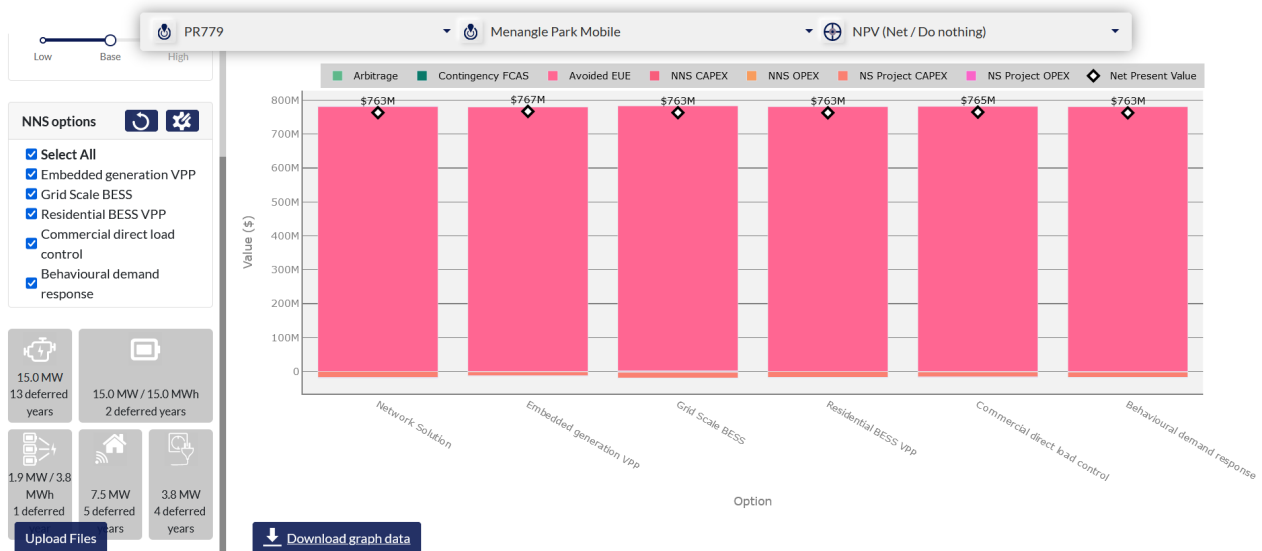 PR779
Menangle Park Mobile
NPV (Net / Do nothing)
Low Base High
NNS options
Select All
Embedded generation VPP
Grid Scale BESS
Residential BESS VPP
Commercial direct load
control
Behavioural demand
response
15.0 MW
13 deferred
years
15.0 MW / 15.0 MWh
2 deferred years
1.9 MW / 3.8
MWh
1 deferred
year
7.5 MW
5 deferred
years
3.8 MW
4 deferred
years
Upload Files
Arbitrage Contingency FCAS Avoided EUE NNS CAPEX NNS OPEX NS Project CAPEX NS Project OPEX Net Present Value
$763M $767M $763M $763M $765M $763M
800M
700M
600M
500M
400M
300M
200M
100M
0
Value ($)
Network Solution
Embedded generation VPP
Grid Scale BESS
Residential BESS VPP
Commercial direct load control
Behavioural demand response
Option
Download graph data